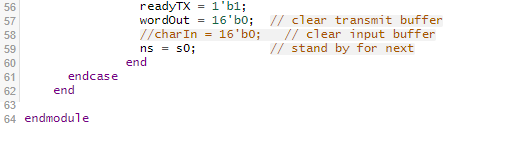 56 readyTX = 1'b1;
57 wordOut = 16'b0; // clear transmit buffer
58 //charIn = 16'b0; // clear input buffer
59 ns = s0; // stand by for next
60 end
61 endcase
62 end
63
64 endmodule